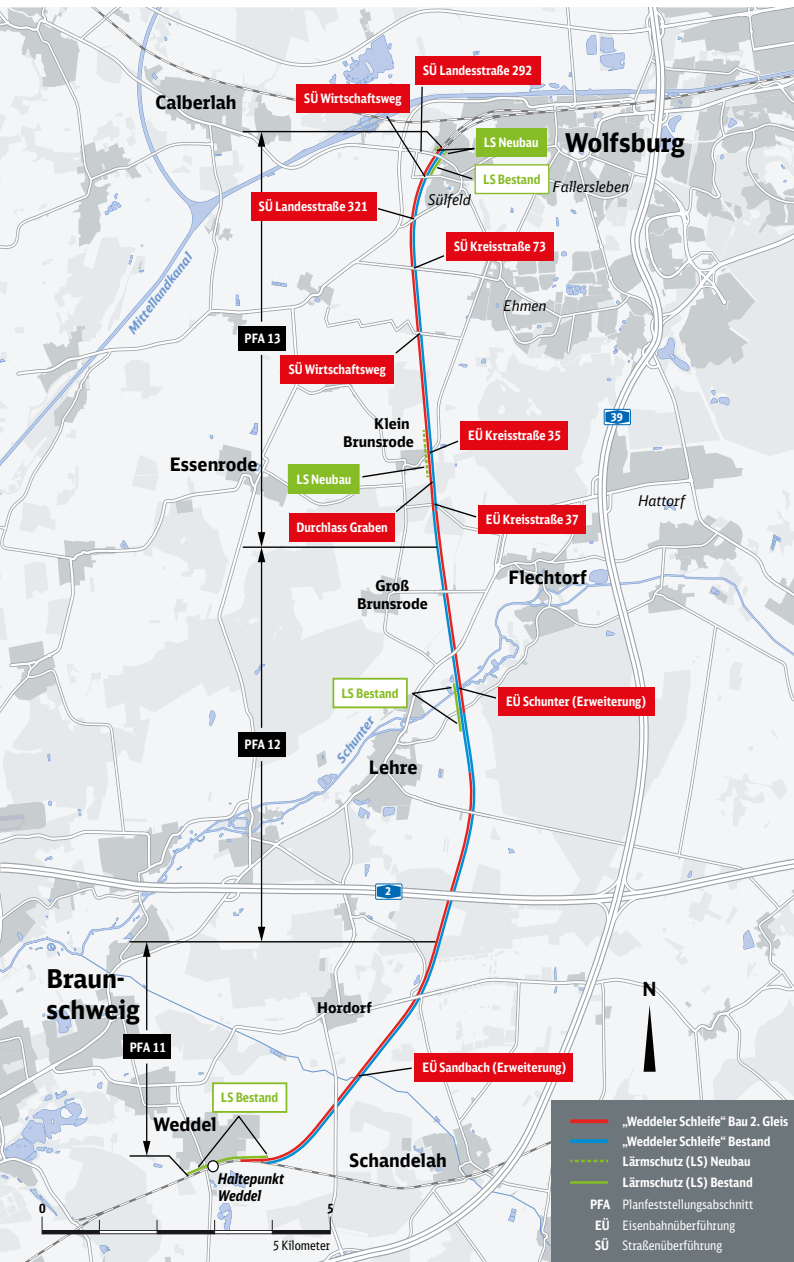 SÜ Landesstraße 292
SÜ Wirtschaftsweg
Calberlah
LS Neubau
Wolfsburg
LS Bestand
Fallersleben
Sülfeld
SÜ Landesstraße 321
SÜ Kreisstraße 73
Mittellandkanal
Ehmen
PFA 13
SÜ Wirtschaftsweg
39
Klein
Brunsrode
EÜ Kreisstraße 35
Essenrode
LS Neubau
Hattorf
Durchlass Graben
EÜ Kreisstraße 37
Flechtorf
Groß
Brunsrode
LS Bestand
EÜ Schunter (Erweiterung)
Schunter
PFA 12
Lehre
2
Braun-
schweig
N
Hordorf
PFA 11
EÜ Sandbach (Erweiterung)
LS Bestand
Weddel
Schandelah
Haltepunkt
Weddel
0
5
5 Kilometer
„Weddeler Schleife“ Bau 2. Gleis
„Weddeler Schleife“ Bestand
Lärmschutz (LS) Neubau
Lärmschutz (LS) Bestand
PFA Planfeststellungsabschnitt
EÜ Eisenbahnüberführung
SÜ Straßenüberführung